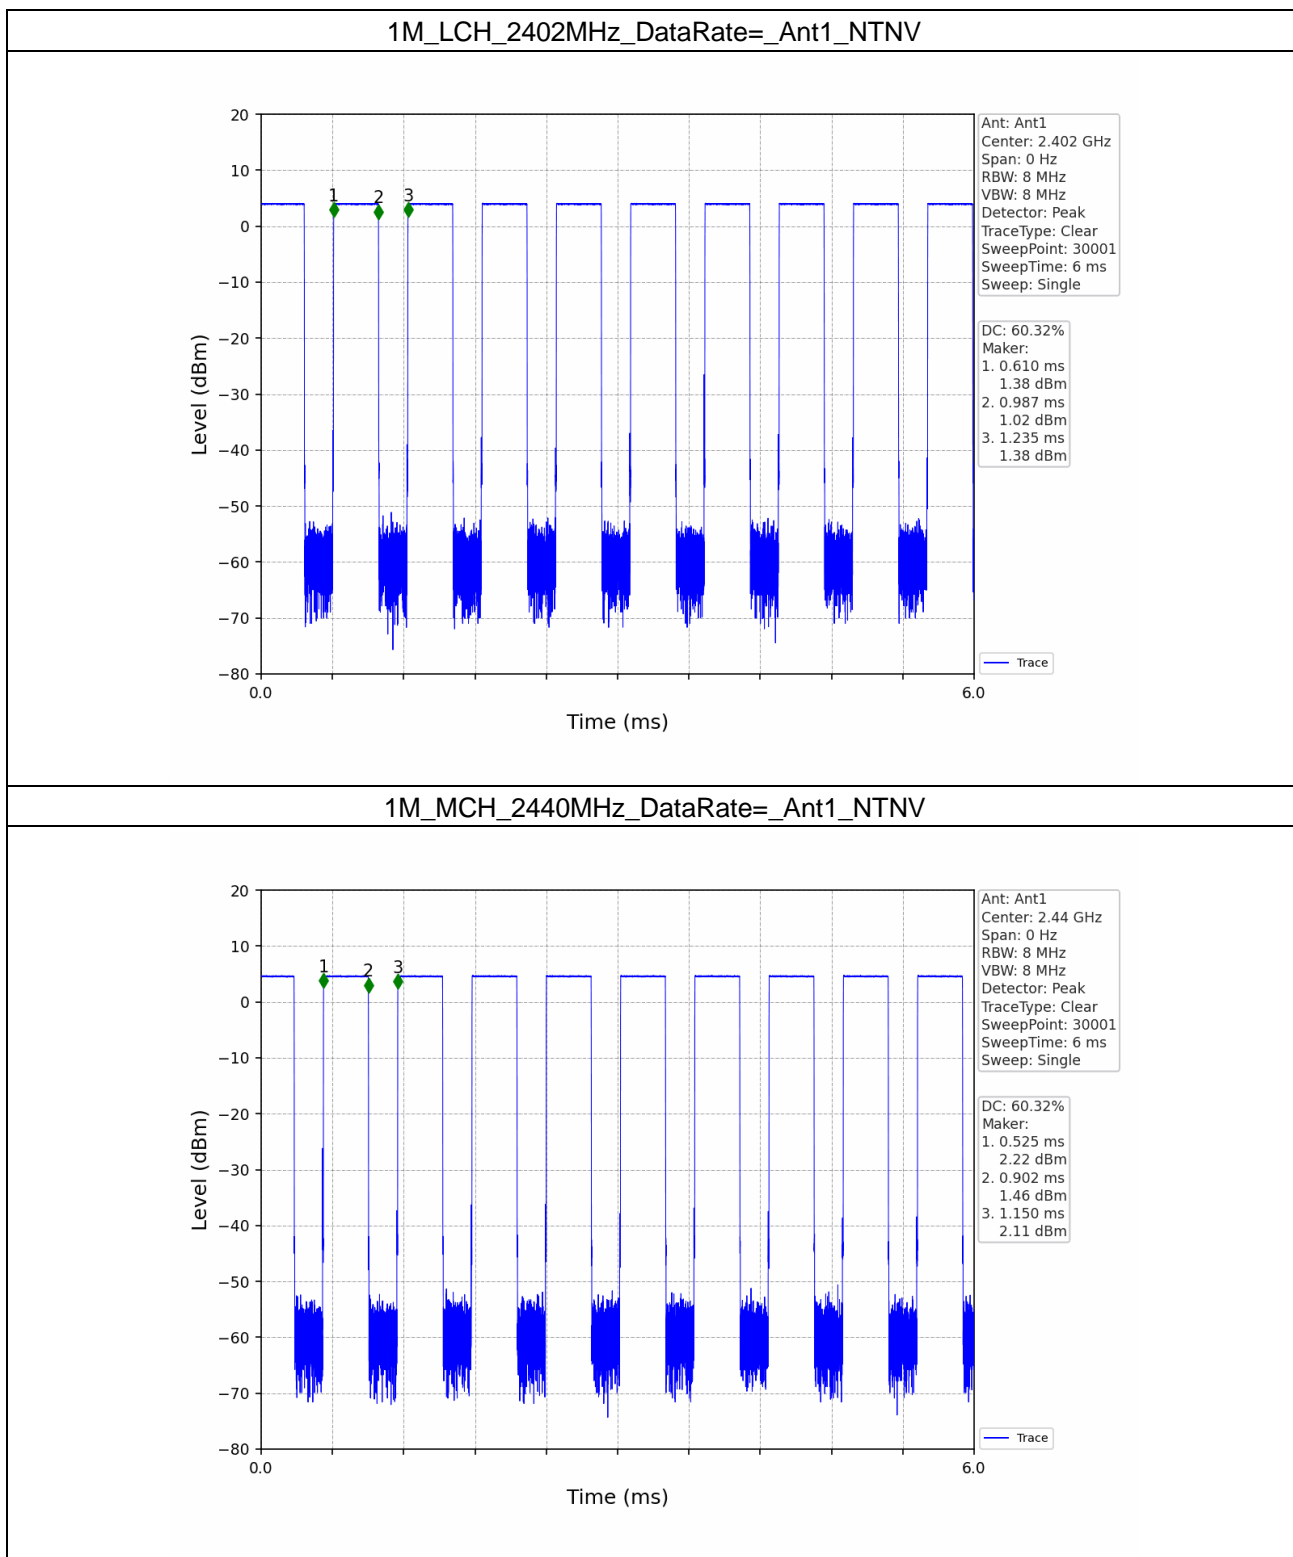 1M_LCH_2402MHz_DataRate=_Ant1_NTNV
20
10
0
−10
−20
−30
−40
−50
−60
−70
−80
Level (dBm)
1
2
3
0.0
6.0
Time (ms)
Ant: Ant1
Center: 2.402 GHz
Span: 0 Hz
RBW: 8 MHz
VBW: 8 MHz
Detector: Peak
TraceType: Clear
SweepPoint: 30001
SweepTime: 6 ms
Sweep: Single
DC: 60.32%
Maker:
1. 0.610 ms
1.38 dBm
2. 0.987 ms
1.02 dBm
3. 1.235 ms
1.38 dBm
Trace
1M_MCH_2440MHz_DataRate=_Ant1_NTNV
20
10
0
−10
−20
−30
−40
−50
−60
−70
−80
Level (dBm)
1
2
3
0.0
6.0
Time (ms)
Ant: Ant1
Center: 2.44 GHz
Span: 0 Hz
RBW: 8 MHz
VBW: 8 MHz
Detector: Peak
TraceType: Clear
SweepPoint: 30001
SweepTime: 6 ms
Sweep: Single
DC: 60.32%
Maker:
1. 0.525 ms
2.22 dBm
2. 0.902 ms
1.46 dBm
3. 1.150 ms
2.11 dBm
Trace